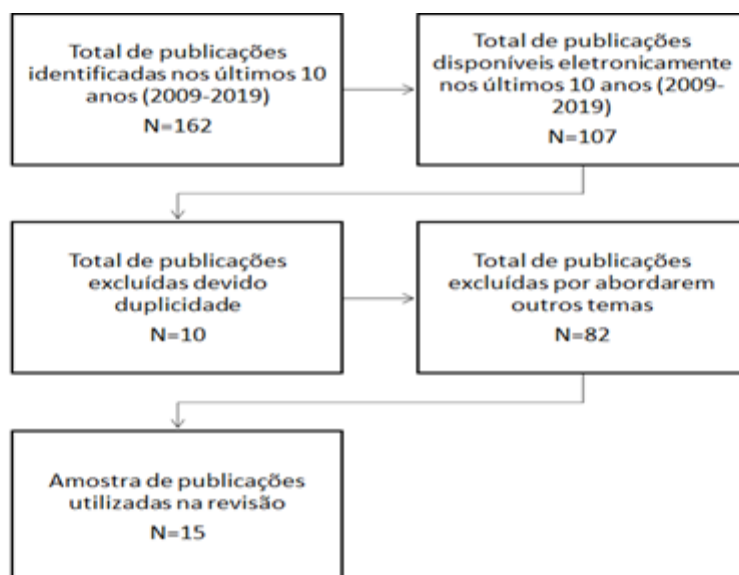 Total de publicações
identificadas nos últimos 10
anos (2009-2019)
N=162
Total de publicações
disponíveis eletronicamente
nos últimos 10 anos (2009-
2019)
N=107
Total de publicações
excluídas devido
duplicidade
N=10
Total de publicações
excluídas por abordarem
outros temas
N=82
Amostra de publicações
utilizadas na revisão
N=15